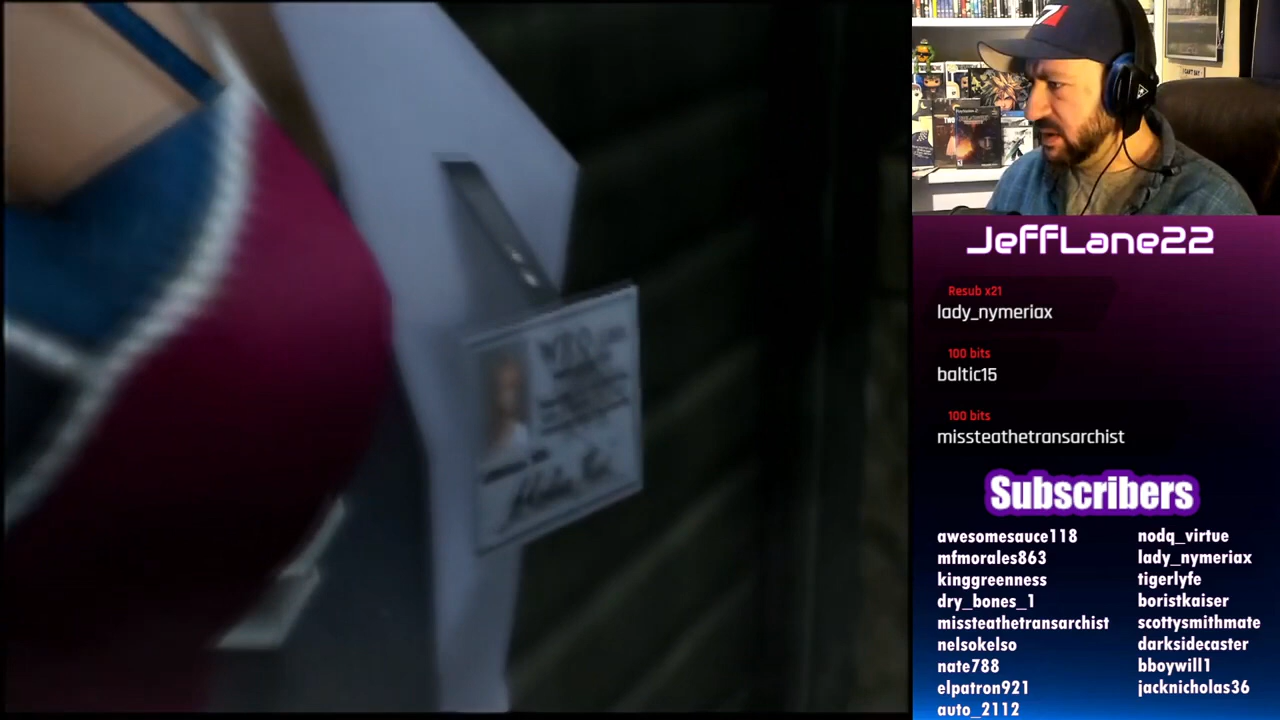 WRO
JeffLane22
Resub x21
lady_nymeriax
100 bits
baltic15
100 bits
missteathetransarchist
Subscribers
awesomesauce118
mfmorales863
kinggreenness
dry_bones_1
missteathetransarchist
nelsokelso
nate788
elpatron921
auto_2112
nodq_virtue
lady_nymeriax
tigerlyfe
boristkaiser
scottysmithmate
darksidecaster
bboywill1
jacknicholas36